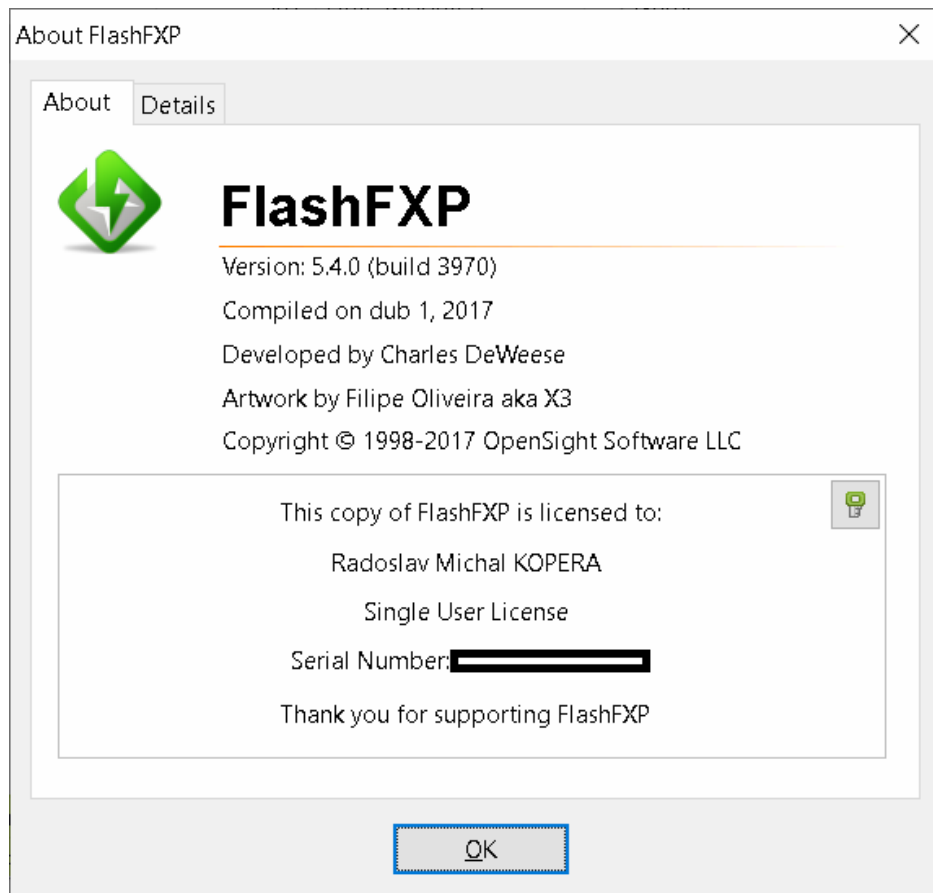 About FlashFXP
About
Details
FlashFXP
Version: 5.4.0 (build 3970)
Compiled on dub 1, 2017
Developed by Charles DeWeese
Artwork by Filipe Oliveira aka X3
Copyright © 1998-2017 OpenSight Software LLC
This copy of FlashFXP is licensed to:
Radoslav Michal KOPERA
Single User License
Serial Number:
Thank you for supporting FlashFXP
OK